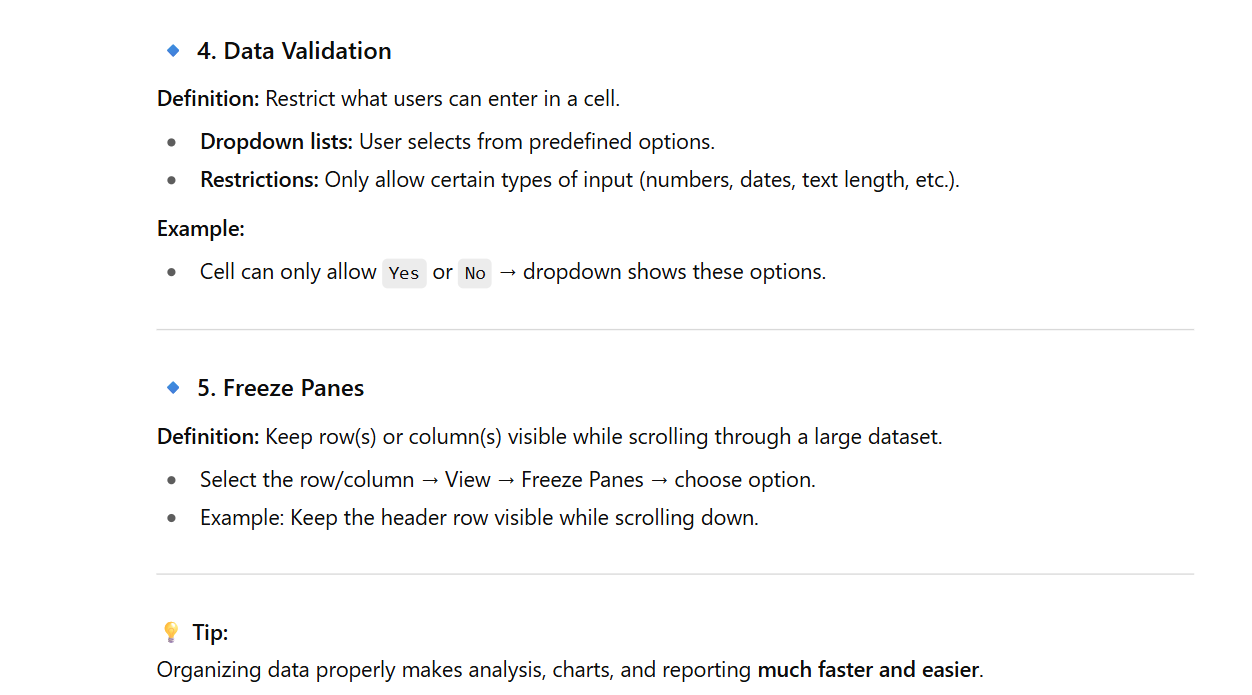 🔹 4. Data Validation
Definition: Restrict what users can enter in a cell.
• Dropdown lists: User selects from predefined options.
• Restrictions: Only allow certain types of input (numbers, dates, text length, etc.).
Example:
• Cell can only allow Yes or No → dropdown shows these options.
🔹 5. Freeze Panes
Definition: Keep row(s) or column(s) visible while scrolling through a large dataset.
• Select the row/column → View → Freeze Panes → choose option.
• Example: Keep the header row visible while scrolling down.
💡 Tip:
Organizing data properly makes analysis, charts, and reporting much faster and easier.